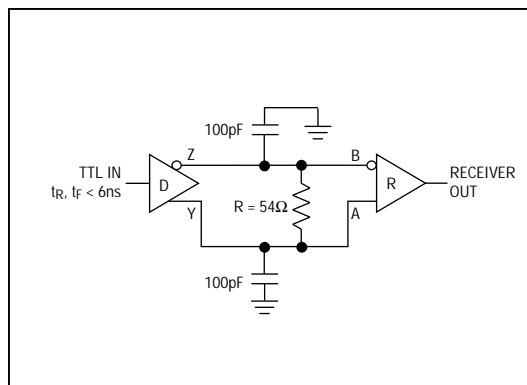 100pF
Z
B
TTL IN
tR, tF < 6ns
D
R
RECEIVER
OUT
Y
R = 54Ω
A
100pF